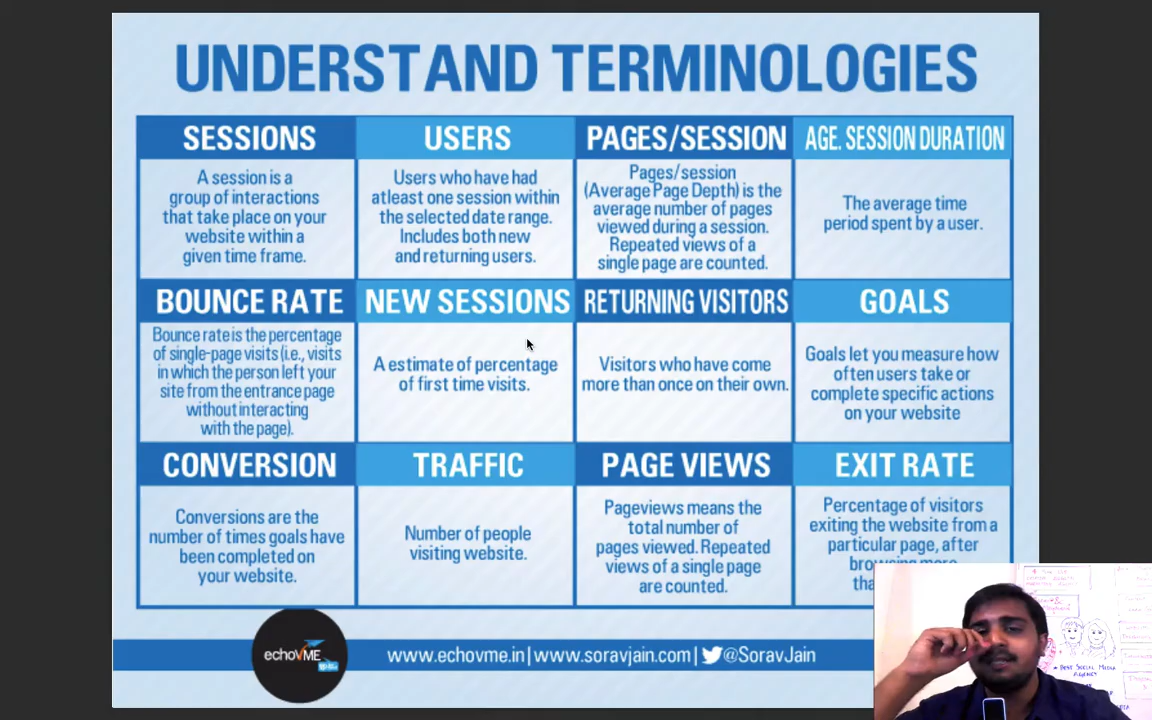 UNDERSTAND TERMINOLOGIES
SESSIONS
A session is a
group of interactions
that take place on your
website within a
given time frame.
USERS
Users who have had
atleast one session within
the selected date range.
Includes both new
and returning users.
PAGES/SESSION
Pages/session
(Average Page Depth) is the
average number of pages
viewed during a session.
Repeated views of a
single page are counted.
AGE. SESSION DURATION
The average time
period spent by a user.
BOUNCE RATE
Bounce rate is the percentage
of single-page visits (i.e., visits
in which the person left your
site from the entrance page
without interacting
with the page).
NEW SESSIONS
A estimate of percentage
of first time visits.
RETURNING VISITORS
Visitors who have come
more than once on their own.
GOALS
Goals let you measure how
often users take or
complete specific actions
on your website
CONVERSION
Conversions are the
number of times goals have
been completed on
your website.
TRAFFIC
Number of people
visiting website.
PAGE VIEWS
Pageviews means the
total number of
pages viewed. Repeated
views of a single page
are counted.
EXIT RATE
Percentage of visitors
exiting the website from a
particular page, after
echoVME
www.echovme.in|www.soravjain.com| @SoravJain
BEST SOCIAL MEDIA
AGENCY